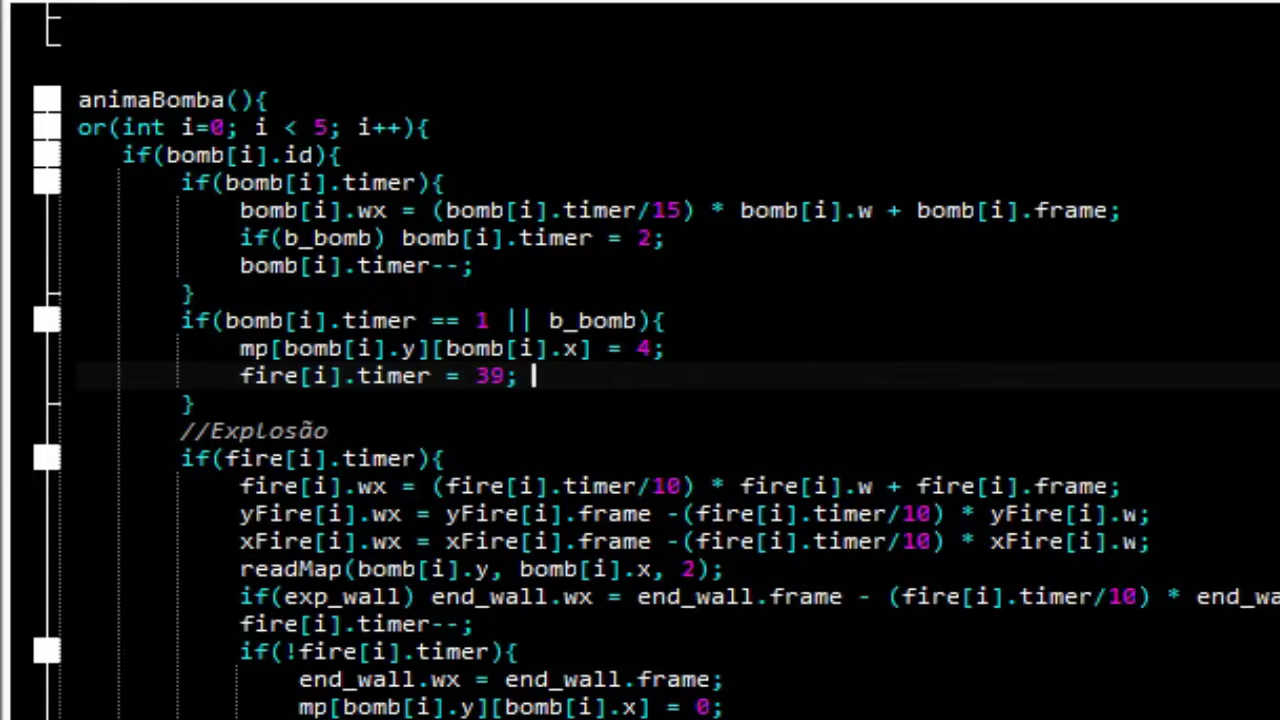 animaBomba(){
or(int i=0; i < 5; i++){
if(bomb[i].id){
if(bomb[i].timer){
bomb[i].wx = (bomb[i].timer/15) * bomb[i].w + bomb[i].frame;
if(b_bomb) bomb[i].timer = 2;
bomb[i].timer--;
}
if(bomb[i].timer == 1 || b_bomb){
mp[bomb[i].y][bomb[i].x] = 4;
fire[i].timer = 39;
}
//Explosão
if(fire[i].timer){
fire[i].wx = (fire[i].timer/10) * fire[i].w + fire[i].frame;
yFire[i].wx = yFire[i].frame -(fire[i].timer/10) * yFire[i].w;
xFire[i].wx = xFire[i].frame -(fire[i].timer/10) * xFire[i].w;
readMap(bomb[i].y, bomb[i].x, 2);
if(exp_wall) end_wall.wx = end_wall.frame - (fire[i].timer/10) * end_wa
fire[i].timer--;
if(!fire[i].timer){
end_wall.wx = end_wall.frame;
mp[bomb[i].y][bomb[i].x] = 0;